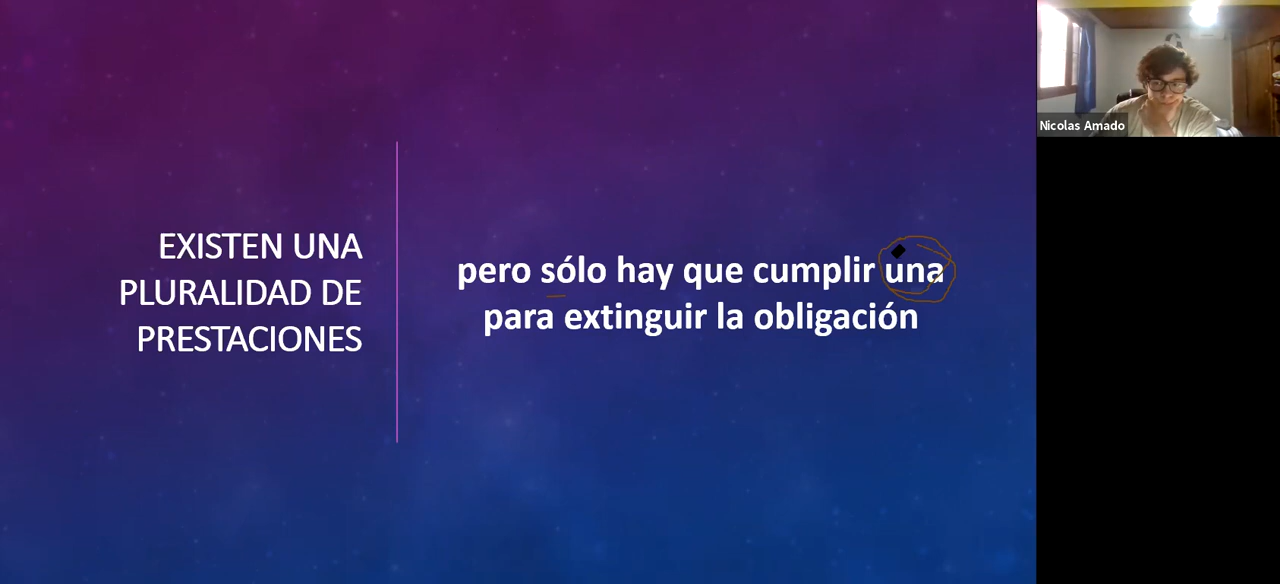 EXISTEN UNA
PLURALIDAD DE
PRESTACIONES
pero sólo hay que cumplir una
para extinguir la obligación
Nicolas Amado